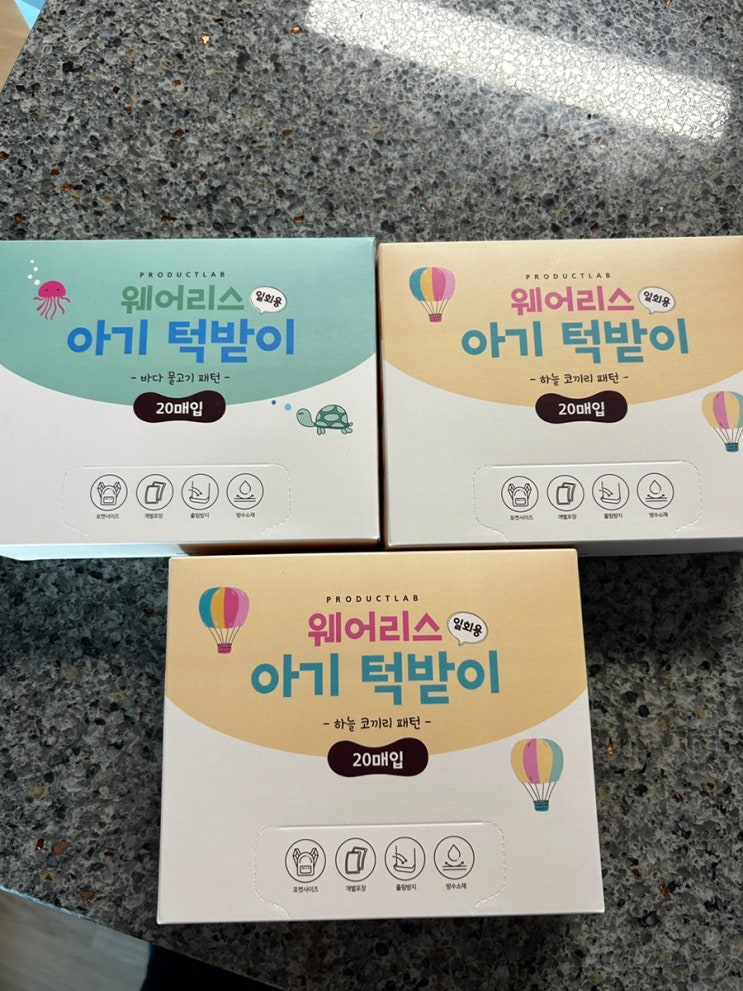 PRODUCTLAB
웨어리스 일회용
아기 턱받이
- 바다 물고기 패턴 -
20매입
포켓사이즈 개별포장 흘림방지 방수소재
PRODUCTLAB
웨어리스 일회용
아기 턱받이
- 하늘 코끼리 패턴 -
20매입
포켓사이즈 개별포장 흘림방지 방수소재
PRODUCTLAB
웨어리스 일회용
아기 턱받이
- 하늘 코끼리 패턴 -
20매입
포켓사이즈 개별포장 흘림방지 방수소재